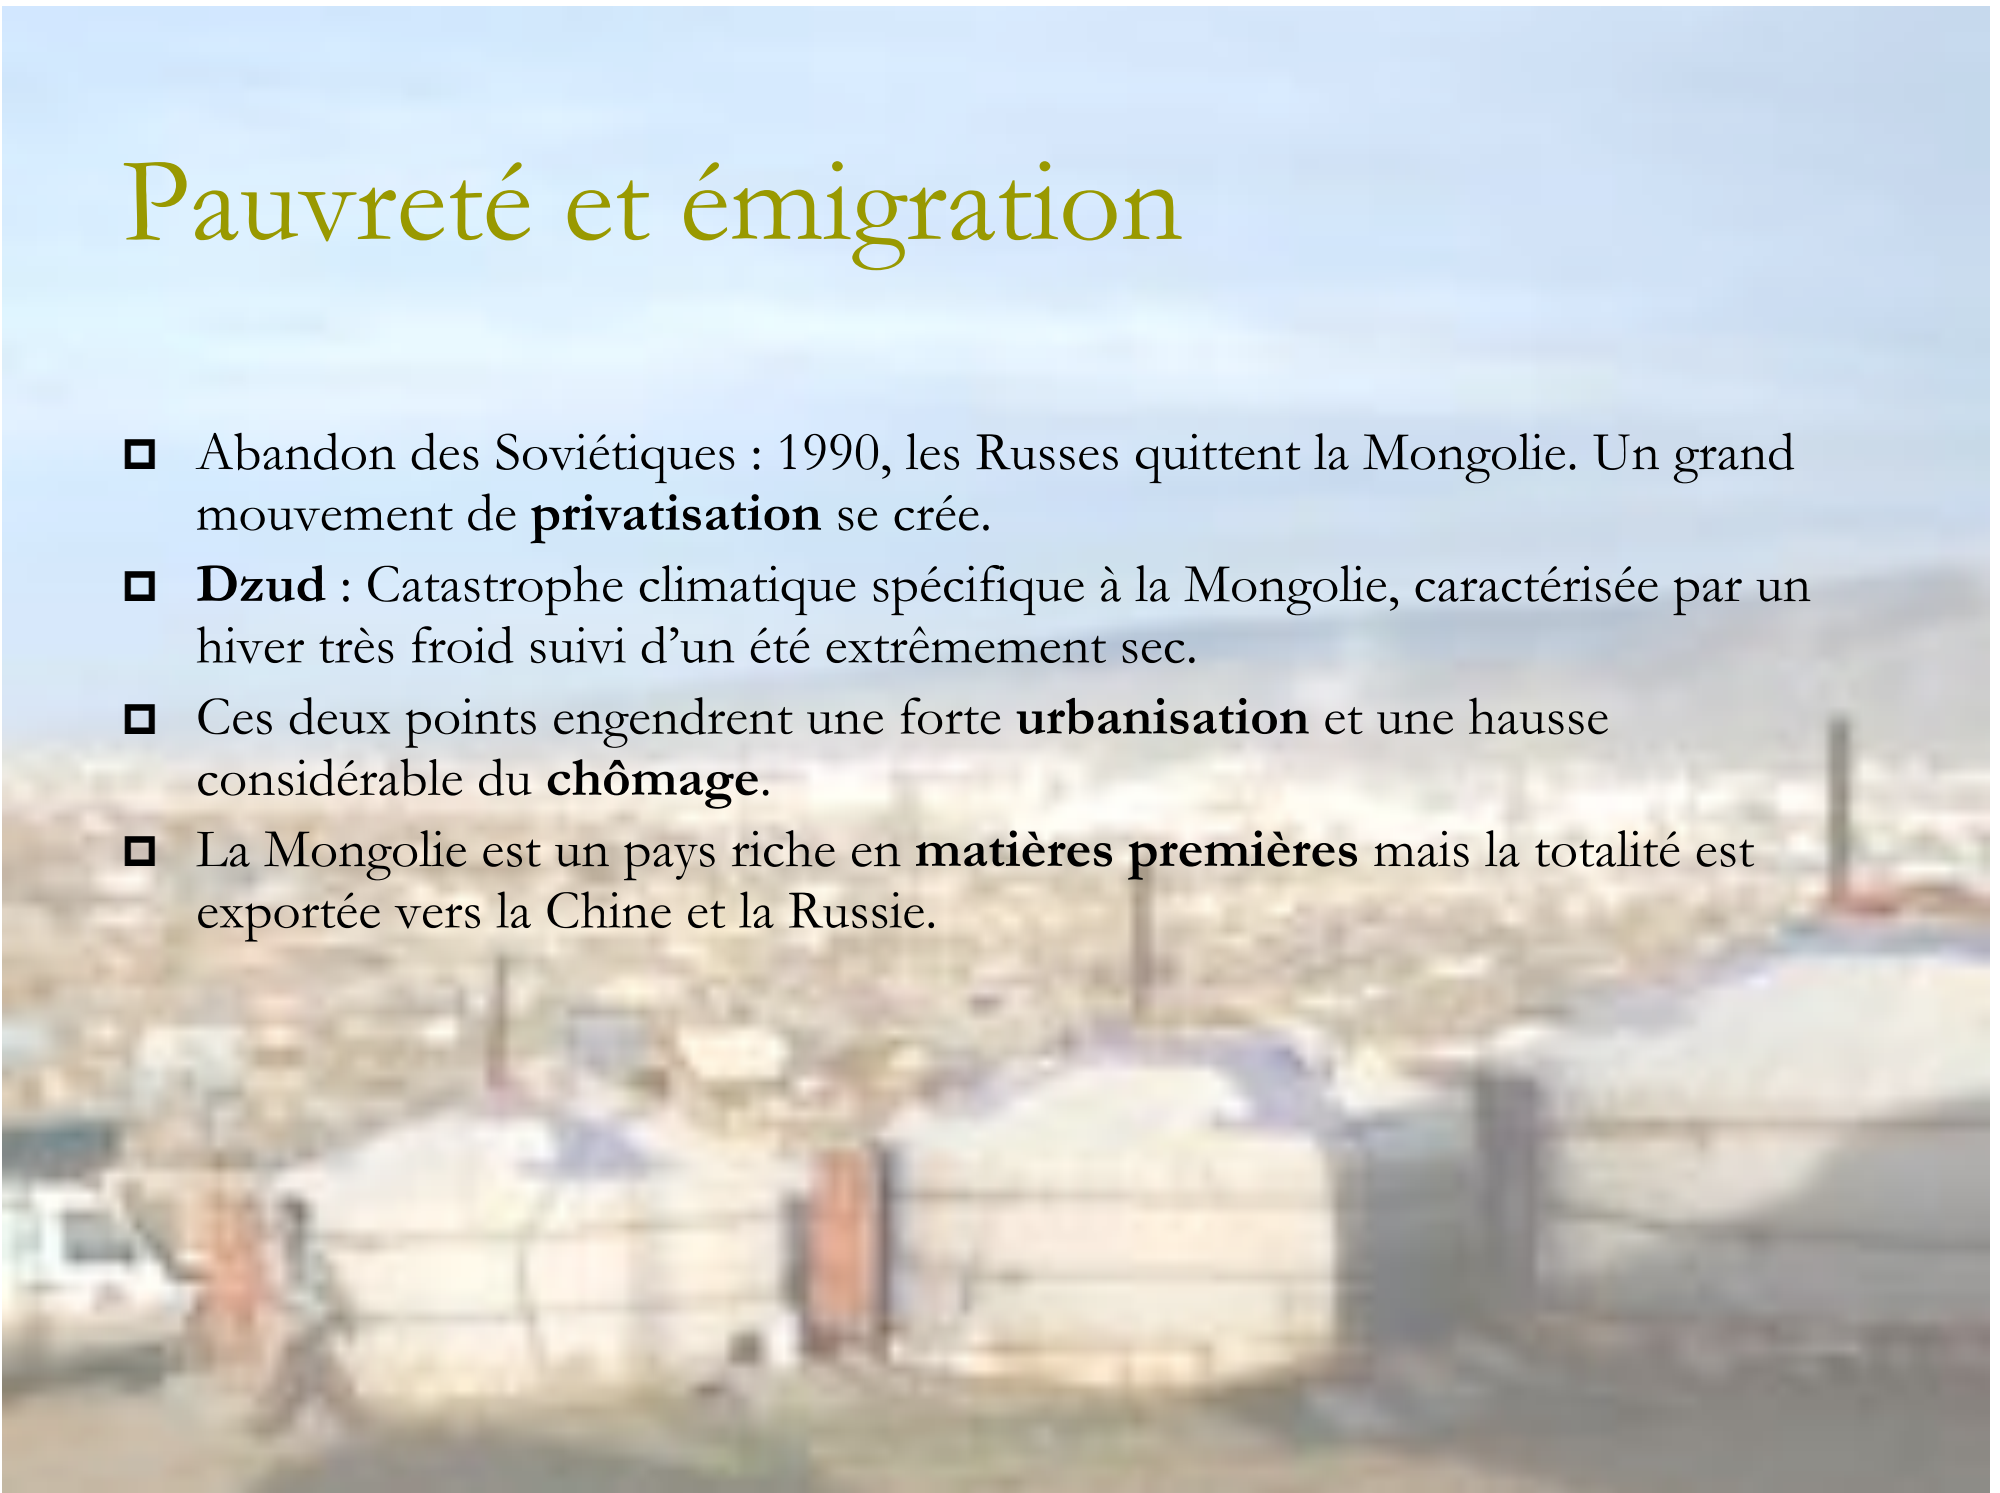 Pauvreté et émigration
Abandon des Soviétiques : 1990, les Russes quittent la Mongolie. Un grand
mouvement de privatisation se crée.
Dzud : Catastrophe climatique spécifique à la Mongolie, caractérisée par un
hiver très froid suivi d’un été extrêmement sec.
Ces deux points engendrent une forte urbanisation et une hausse
considérable du chômage.
La Mongolie est un pays riche en matières premières mais la totalité est
exportée vers la Chine et la Russie.